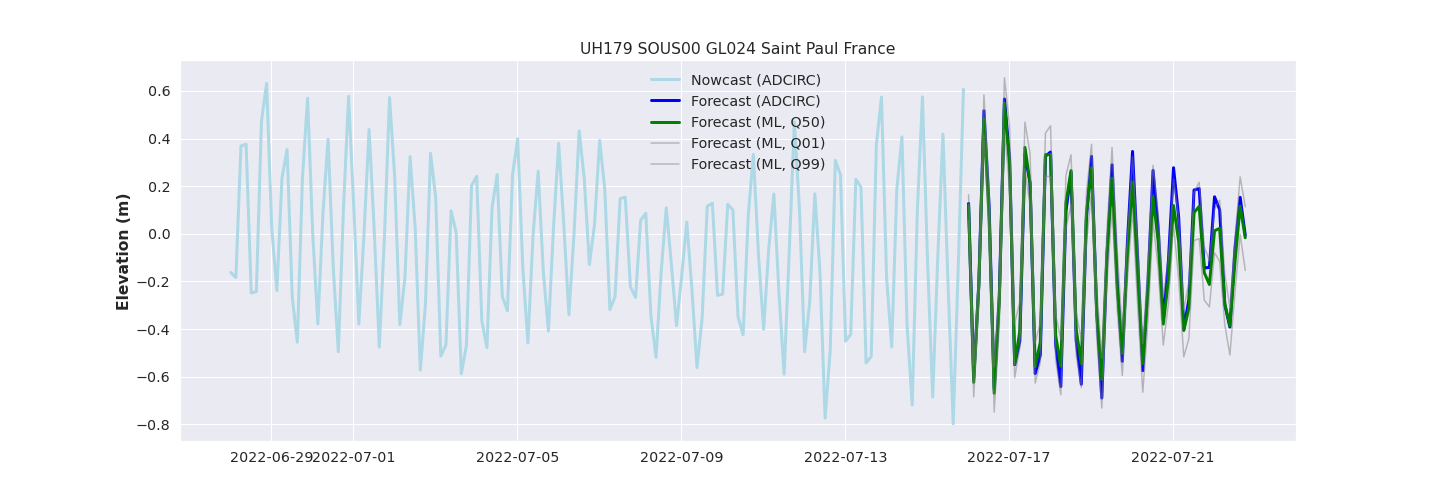 UH179 SOUS00 GL024 Saint Paul France
Nowcast (ADCIRC)
Forecast (ADCIRC)
Forecast (ML, Q50)
Forecast (ML, Q01)
Forecast (ML, Q99)
Elevation (m)
0.6
0.4
0.2
0.0
−0.2
−0.4
−0.6
−0.8
2022-06-29 2022-07-01 2022-07-05 2022-07-09 2022-07-13 2022-07-17 2022-07-21